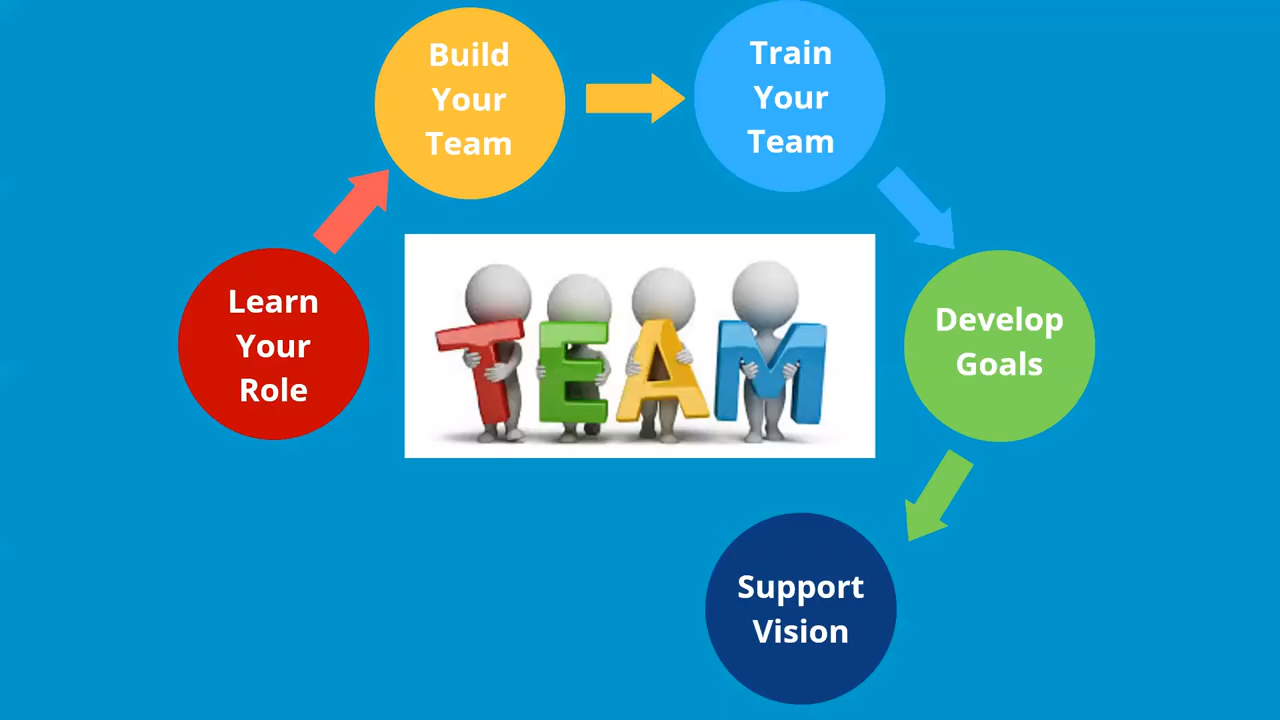 Build
Your
Team
Train
Your
Team
Learn
Your
Role
TEAM
Develop
Goals
Support
Vision